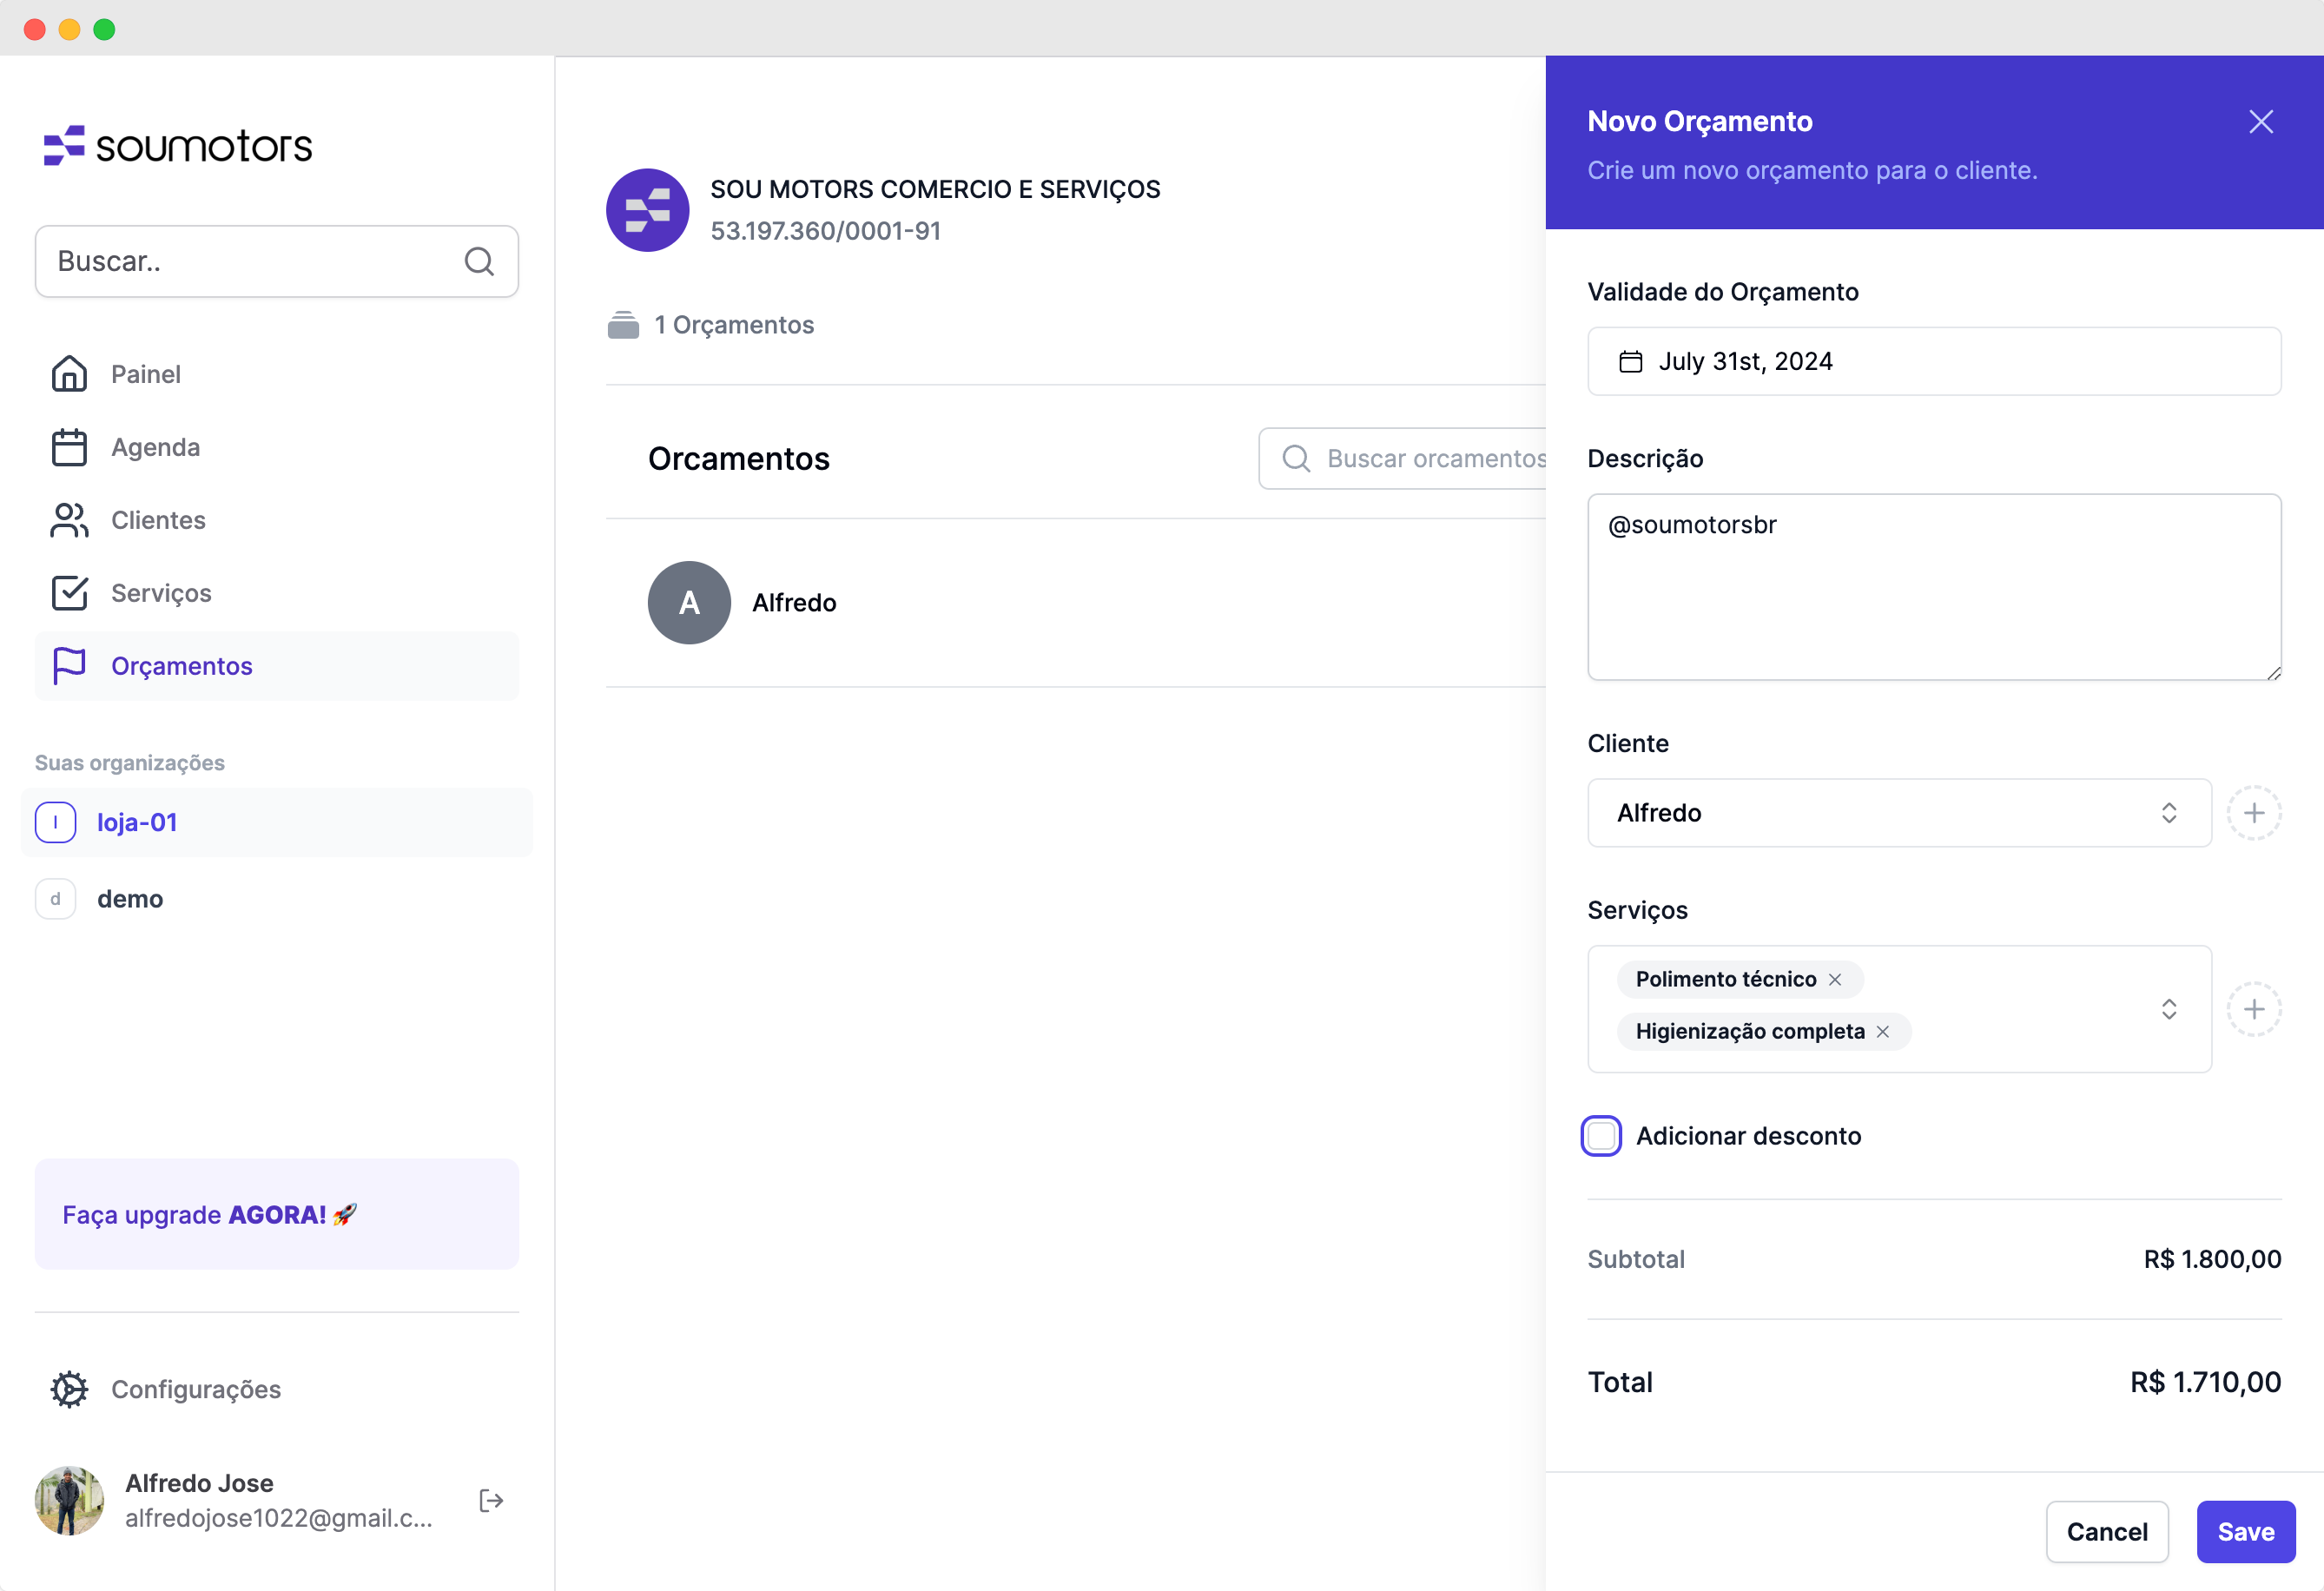 soumotors
Buscar..
Painel
Agenda
Clientes
Serviços
Orçamentos
Suas organizações
l loja-01
d demo
Faça upgrade AGORA! 🚀
Configurações
Alfredo Jose
alfredojose1022@gmail.c...
SOU MOTORS COMERCIO E SERVIÇOS
53.197.360/0001-91
1 Orçamentos
Orcamentos
Buscar orcamentos
A Alfredo
Novo Orçamento
Crie um novo orçamento para o cliente.
Validade do Orçamento
July 31st, 2024
Descrição
@soumotorsbr
Cliente
Alfredo
Serviços
Polimento técnico
Higienização completa
Adicionar desconto
Subtotal R$ 1.800,00
Total R$ 1.710,00
Cancel Save